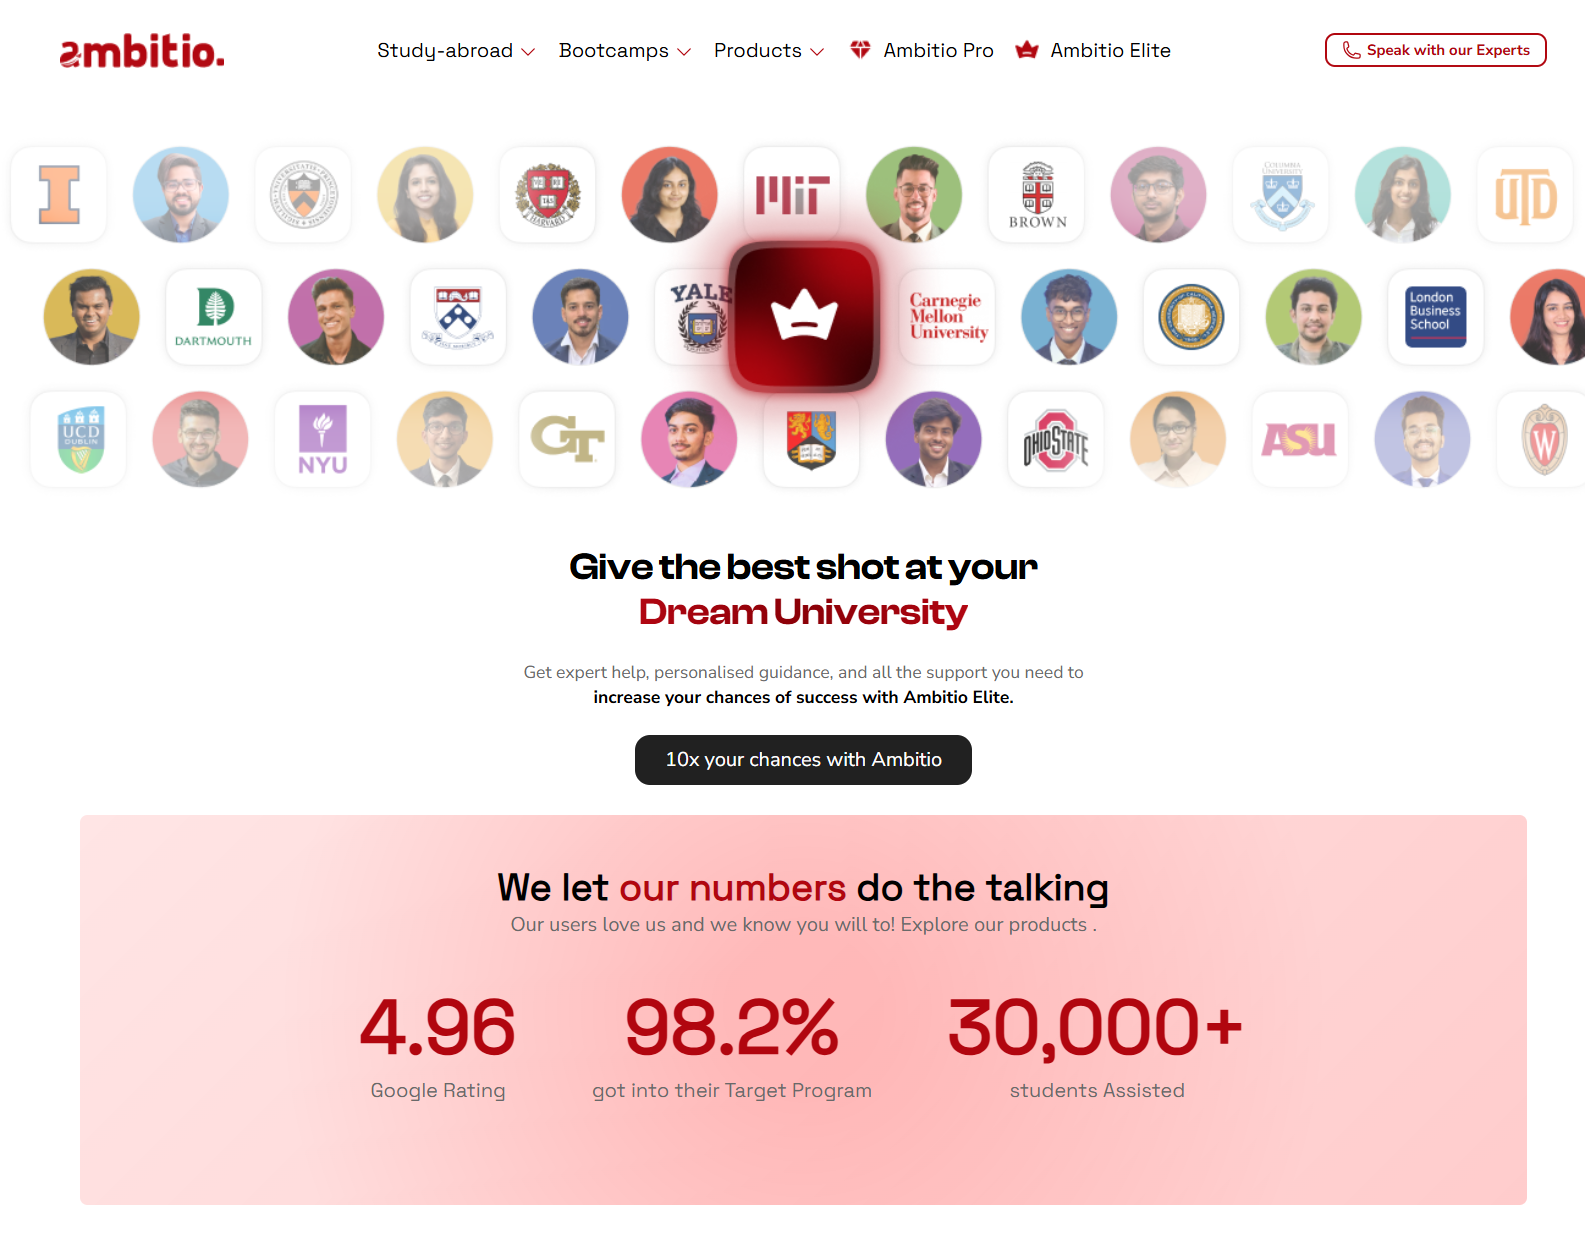 ambitio.
Study-abroad
Bootcamps
Products
Ambitio Pro
Ambitio Elite
Speak with our Experts
HARVARD
MiT
BROWN
COLUMBIA
UNIVERSITY
UTD
DARTMOUTH
YALE
Carnegie
Mellon
University
London
Business
School
UCD
DUBLIN
NYU
GT
OHIO STATE
ASU
W
Give the best shot at your
Dream University
Get expert help, personalised guidance, and all the support you need to
increase your chances of success with Ambitio Elite.
10x your chances with Ambitio
We let our numbers do the talking
Our users love us and we know you will to! Explore our products .
4.96
Google Rating
98.2%
got into their Target Program
30,000+
students Assisted